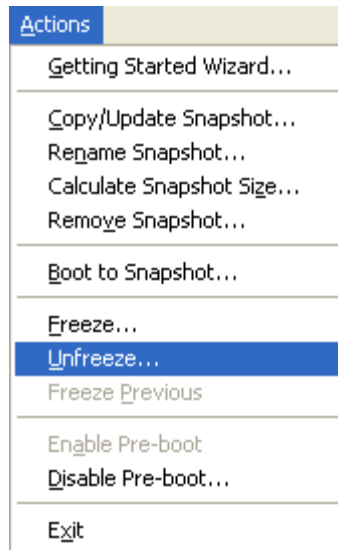 Actions
Getting Started Wizard...
Copy/Update Snapshot...
Rename Snapshot...
Calculate Snapshot Size...
Remove Snapshot...
Boot to Snapshot...
Freeze...
Unfreeze...
Freeze Previous
Enable Pre-boot
Disable Pre-boot...
Exit